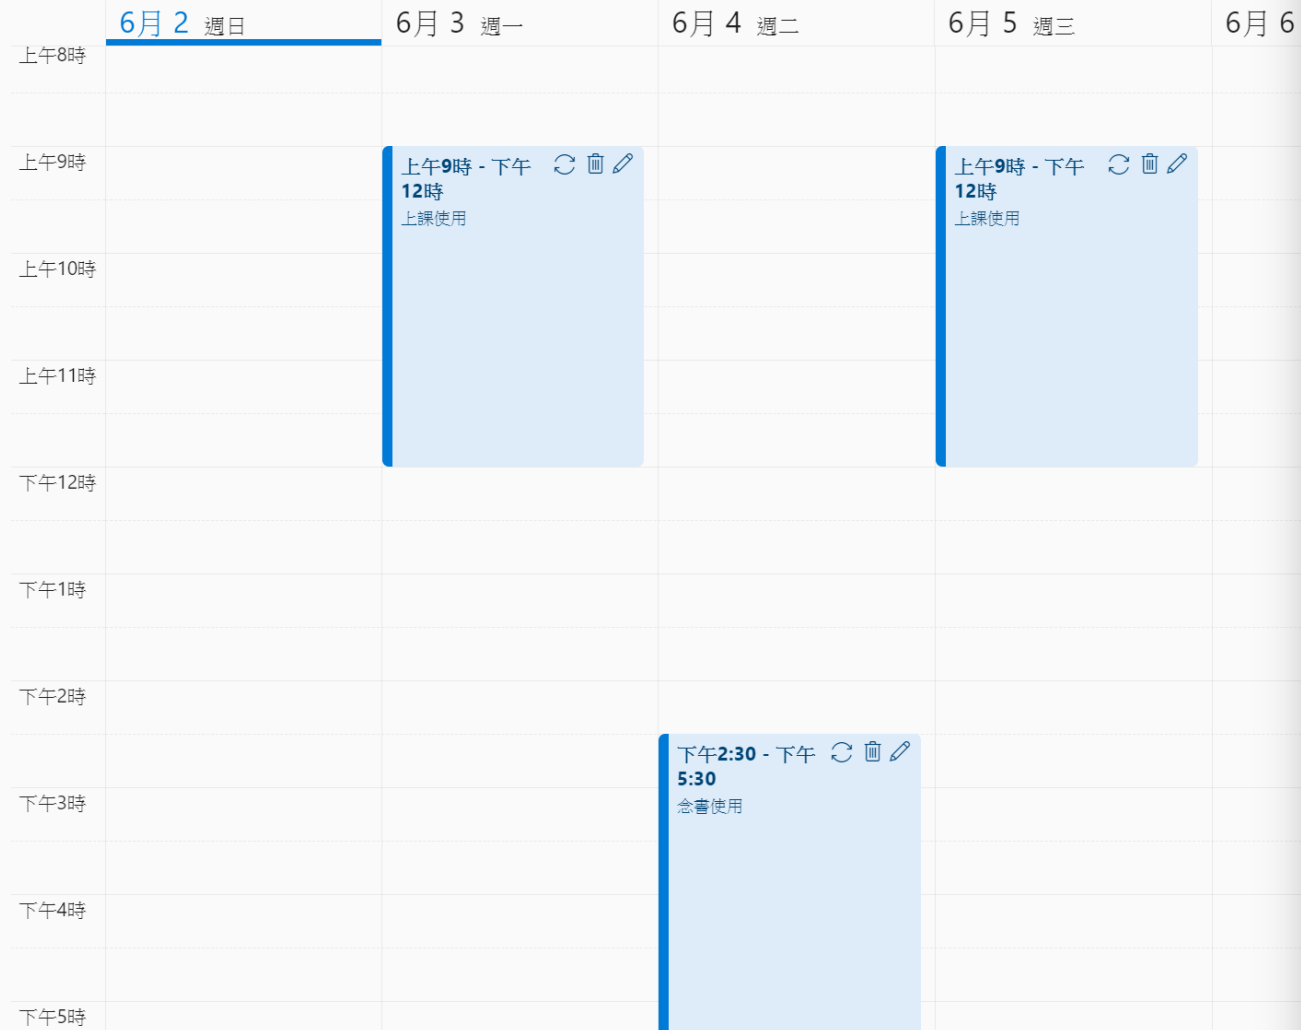 6月 2 週日
6月 3 週一
6月 4 週二
6月 5 週三
6月 6
上午8時
上午9時
上午9時 - 下午
12時
上課使用
上午9時 - 下午
12時
上課使用
上午10時
上午11時
下午12時
下午1時
下午2時
下午2:30 - 下午
5:30
念書使用
下午3時
下午4時
下午5時